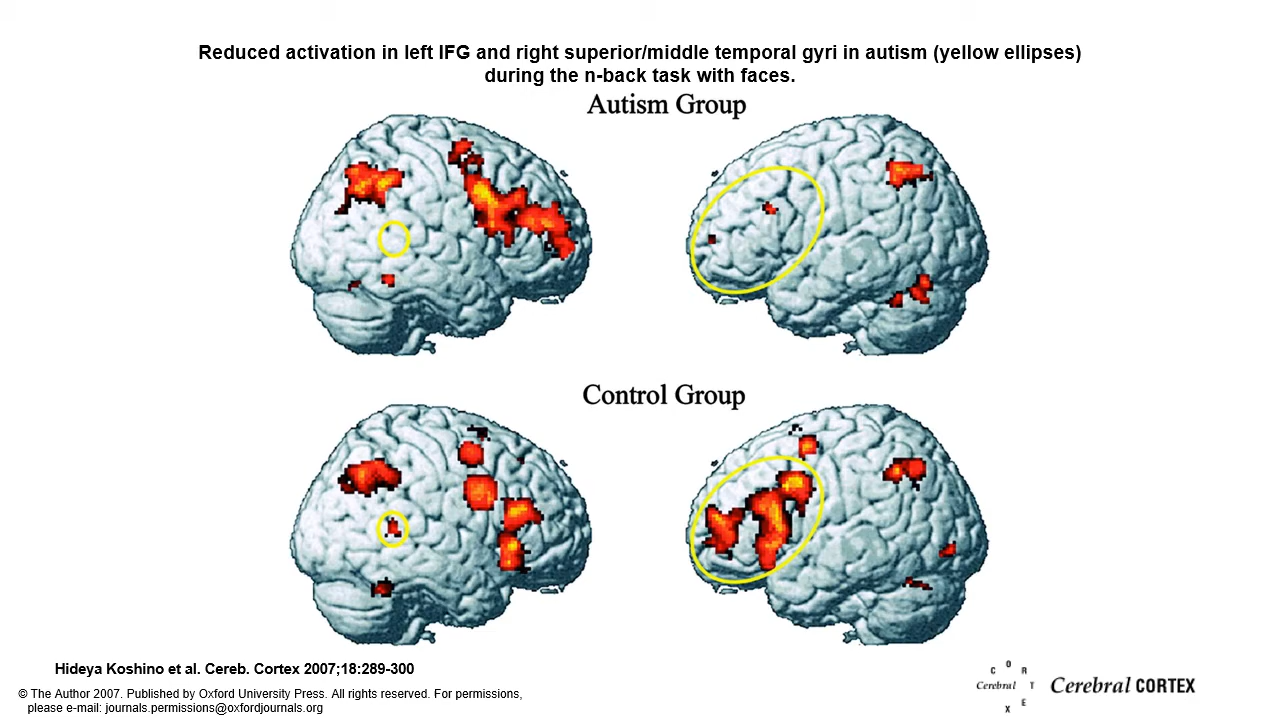 Reduced activation in left IFG and right superior/middle temporal gyri in autism (yellow ellipses)
during the n-back task with faces.
Autism Group
Control Group
Hideya Koshino et al. Cereb. Cortex 2007;18:289-300
© The Author 2007. Published by Oxford University Press. All rights reserved. For permissions,
please e-mail: journals.permissions@oxfordjournals.org
C O R T E X
Cerebral
Cerebral CORTEX